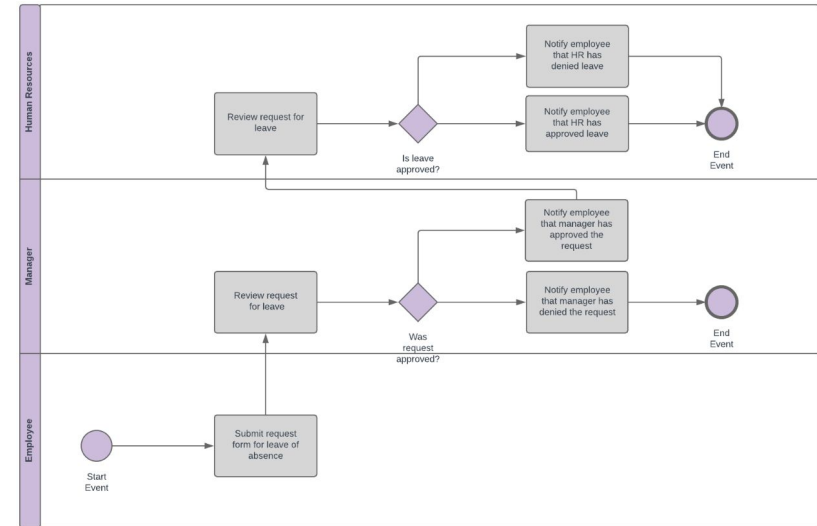 Human Resources
Notify employee
that HR has
denied leave
Review request for
leave
Is leave
approved?
Notify employee
that HR has
approved leave
End
Event
Manager
Notify employee
that manager has
approved the
request
Review request
for leave
Was
request
approved?
Notify employee
that manager has
denied the request
End
Event
Employee
Submit request
form for leave of
absence
Start
Event